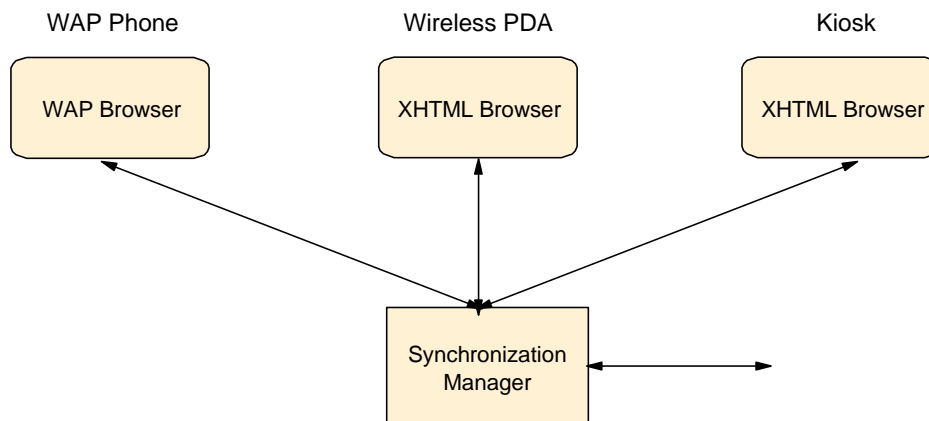 WAP Phone
Wireless PDA
Kiosk
WAP Browser
XHTML Browser
XHTML Browser
Synchronization
Manager